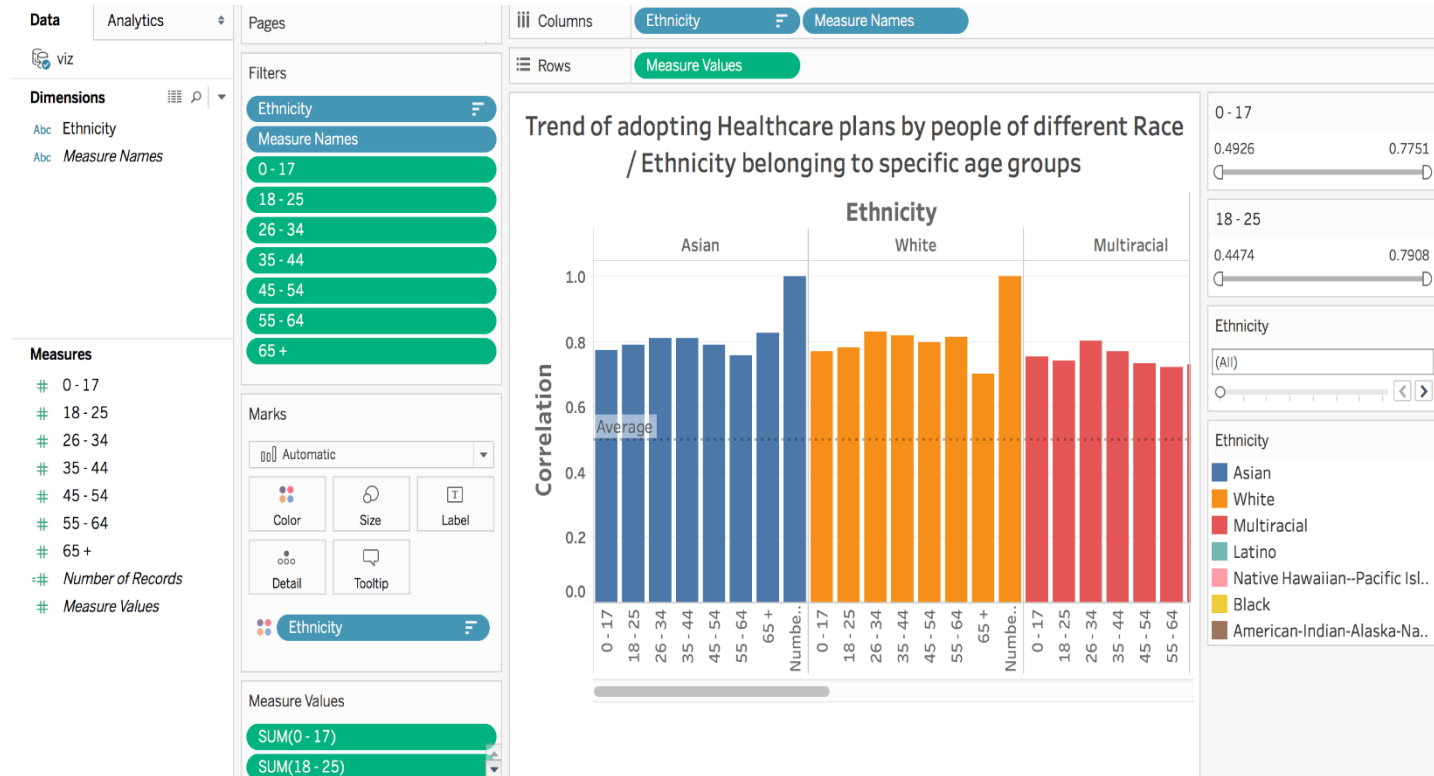 Data
Analytics
viz
Dimensions
Abc Ethnicity
Abc Measure Names
Measures
# 0 - 17
# 18 - 25
# 26 - 34
# 35 - 44
# 45 - 54
# 55 - 64
# 65 +
=# Number of Records
# Measure Values
Pages
Filters
Ethnicity
Measure Names
0 - 17
18 - 25
26 - 34
35 - 44
45 - 54
55 - 64
65 +
Marks
Automatic
Color
Size
T
Label
Detail
Tooltip
Ethnicity
Measure Values
SUM(0 - 17)
SUM(18 - 25)
iii Columns
Ethnicity
Measure Names
Rows
Measure Values
Trend of adopting Healthcare plans by people of different Race
/ Ethnicity belonging to specific age groups
Ethnicity
Asian
White
Multiracial
Correlation
1.0
0.8
0.6
0.4
0.2
0.0
Average
0 - 17
18 - 25
26 - 34
35 - 44
45 - 54
55 - 64
65 +
Numbe..
0 - 17
18 - 25
26 - 34
35 - 44
45 - 54
55 - 64
65 +
Numbe..
0 - 17
18 - 25
26 - 34
35 - 44
45 - 54
55 - 64
0 - 17
0.4926 0.7751
18 - 25
0.4474 0.7908
Ethnicity
(All)
Ethnicity
Asian
White
Multiracial
Latino
Native Hawaiian--Pacific Isl..
Black
American-Indian-Alaska-Na..